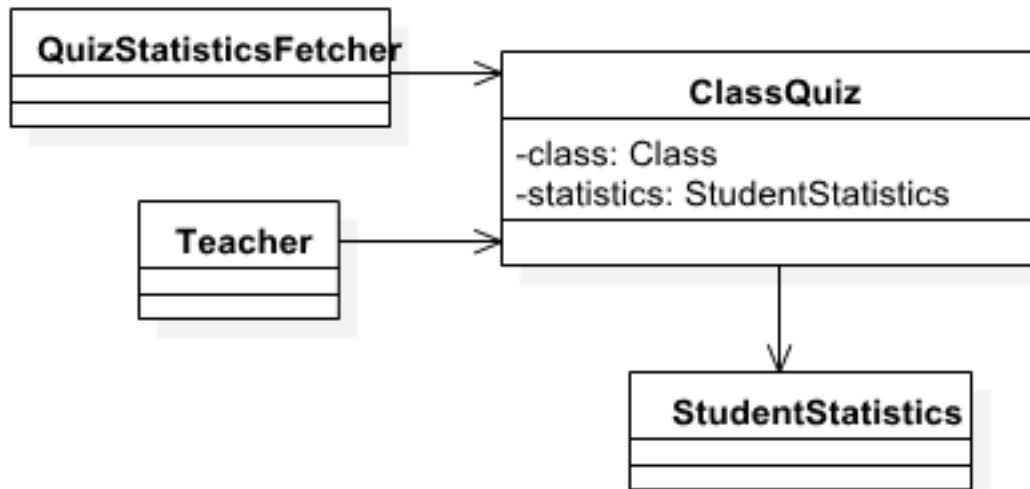 QuizStatisticsFetcher
ClassQuiz
-class: Class
-statistics: StudentStatistics
Teacher
StudentStatistics